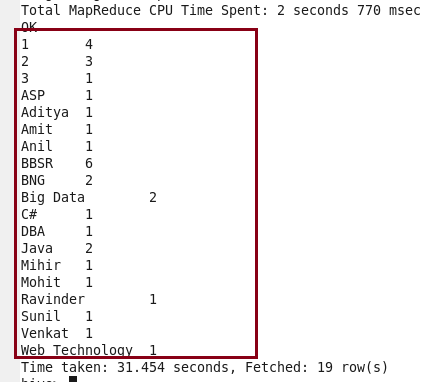 Total MapReduce CPU Time Spent: 2 seconds 770 msec
OK
1 4
2 3
3 1
ASP 1
Aditya 1
Amit 1
Anil 1
BBSR 6
BNG 2
Big Data 2
C# 1
DBA 1
Java 2
Mihir 1
Mohit 1
Ravinder 1
Sunil 1
Venkat 1
Web Technology 1
Time taken: 31.454 seconds, Fetched: 19 row(s)